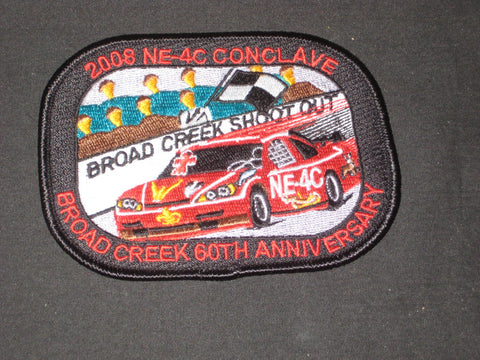 2008 NE-4C CONCLAVE
BROAD CREEK SHOOT OUT
NE-4C
BROAD CREEK 60TH ANNIVERSARY